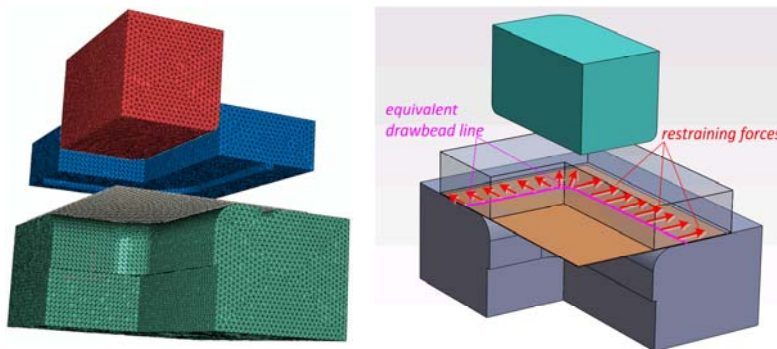 equivalent
drawbead line
restraining forces